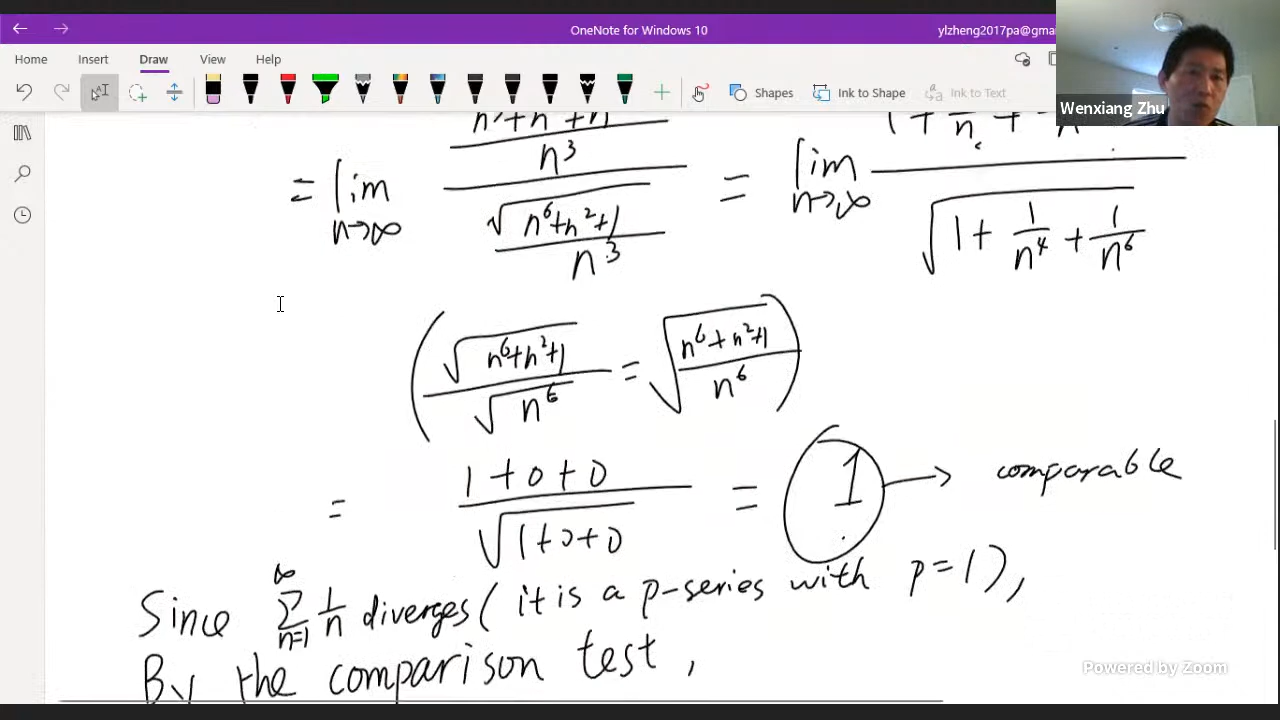 OneNote for Windows 10
ylzheng2017pa@gma
Home Insert Draw View Help
Shapes Ink to Shape Ink to Text
Wenxiang Zhu
= lim n→∞ n³ / (√(n⁶+n²+1) / n³) = lim n→∞ / √(1 + 1/n⁴ + 1/n⁶)
(√(n⁶+n²+1) / √n⁶ = √((n⁶+n²+1) / n⁶))
= (1+0+0) / √(1+0+0) = 1 → comparable
Since ∑ n=1 ∞ 1/n diverges (it is a p-series with p=1),
By the comparison test,
Powered by Zoom